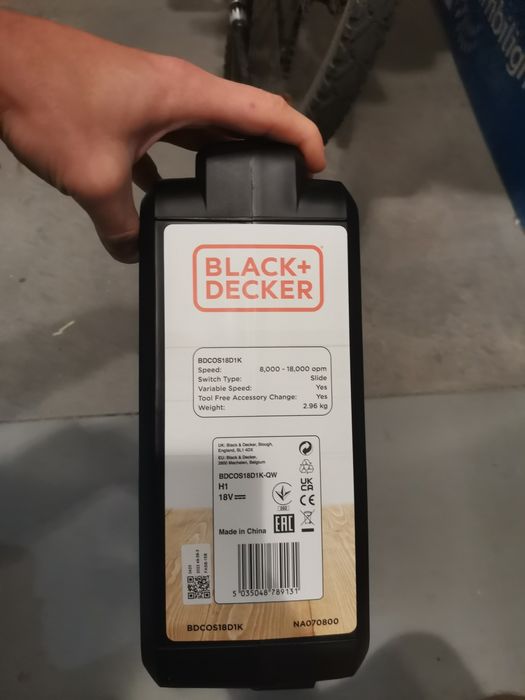 mbiligh
BLACK+
DECKER
BDCOS18D1K
Speed: 8,000 - 18,000 opm
Switch Type: Slide
Variable Speed: Yes
Tool Free Accessory Change: Yes
Weight: 2.96 kg
UK: Black & Decker, Slough,
England, SL1 4DX
EU: Black & Decker,
2800 Mechelen, Belgium
BDCOS18D1K-QW
H1
18V
UK
CA
CE
Made in China
EAC
5 035048 789131
BDCOS18D1K
NA070800